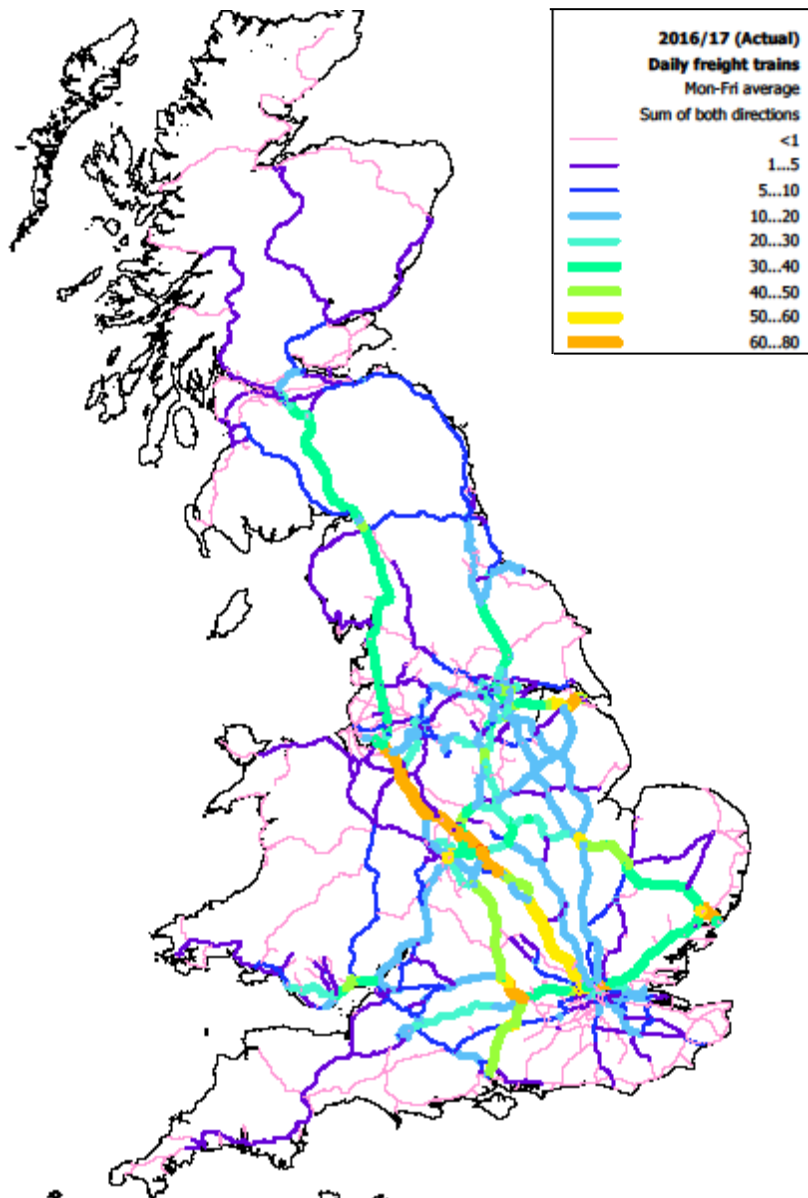 2016/17 (Actual)
Daily freight trains
Mon-Fri average
Sum of both directions
<1
1...5
5...10
10...20
20...30
30...40
40...50
50...60
60...80